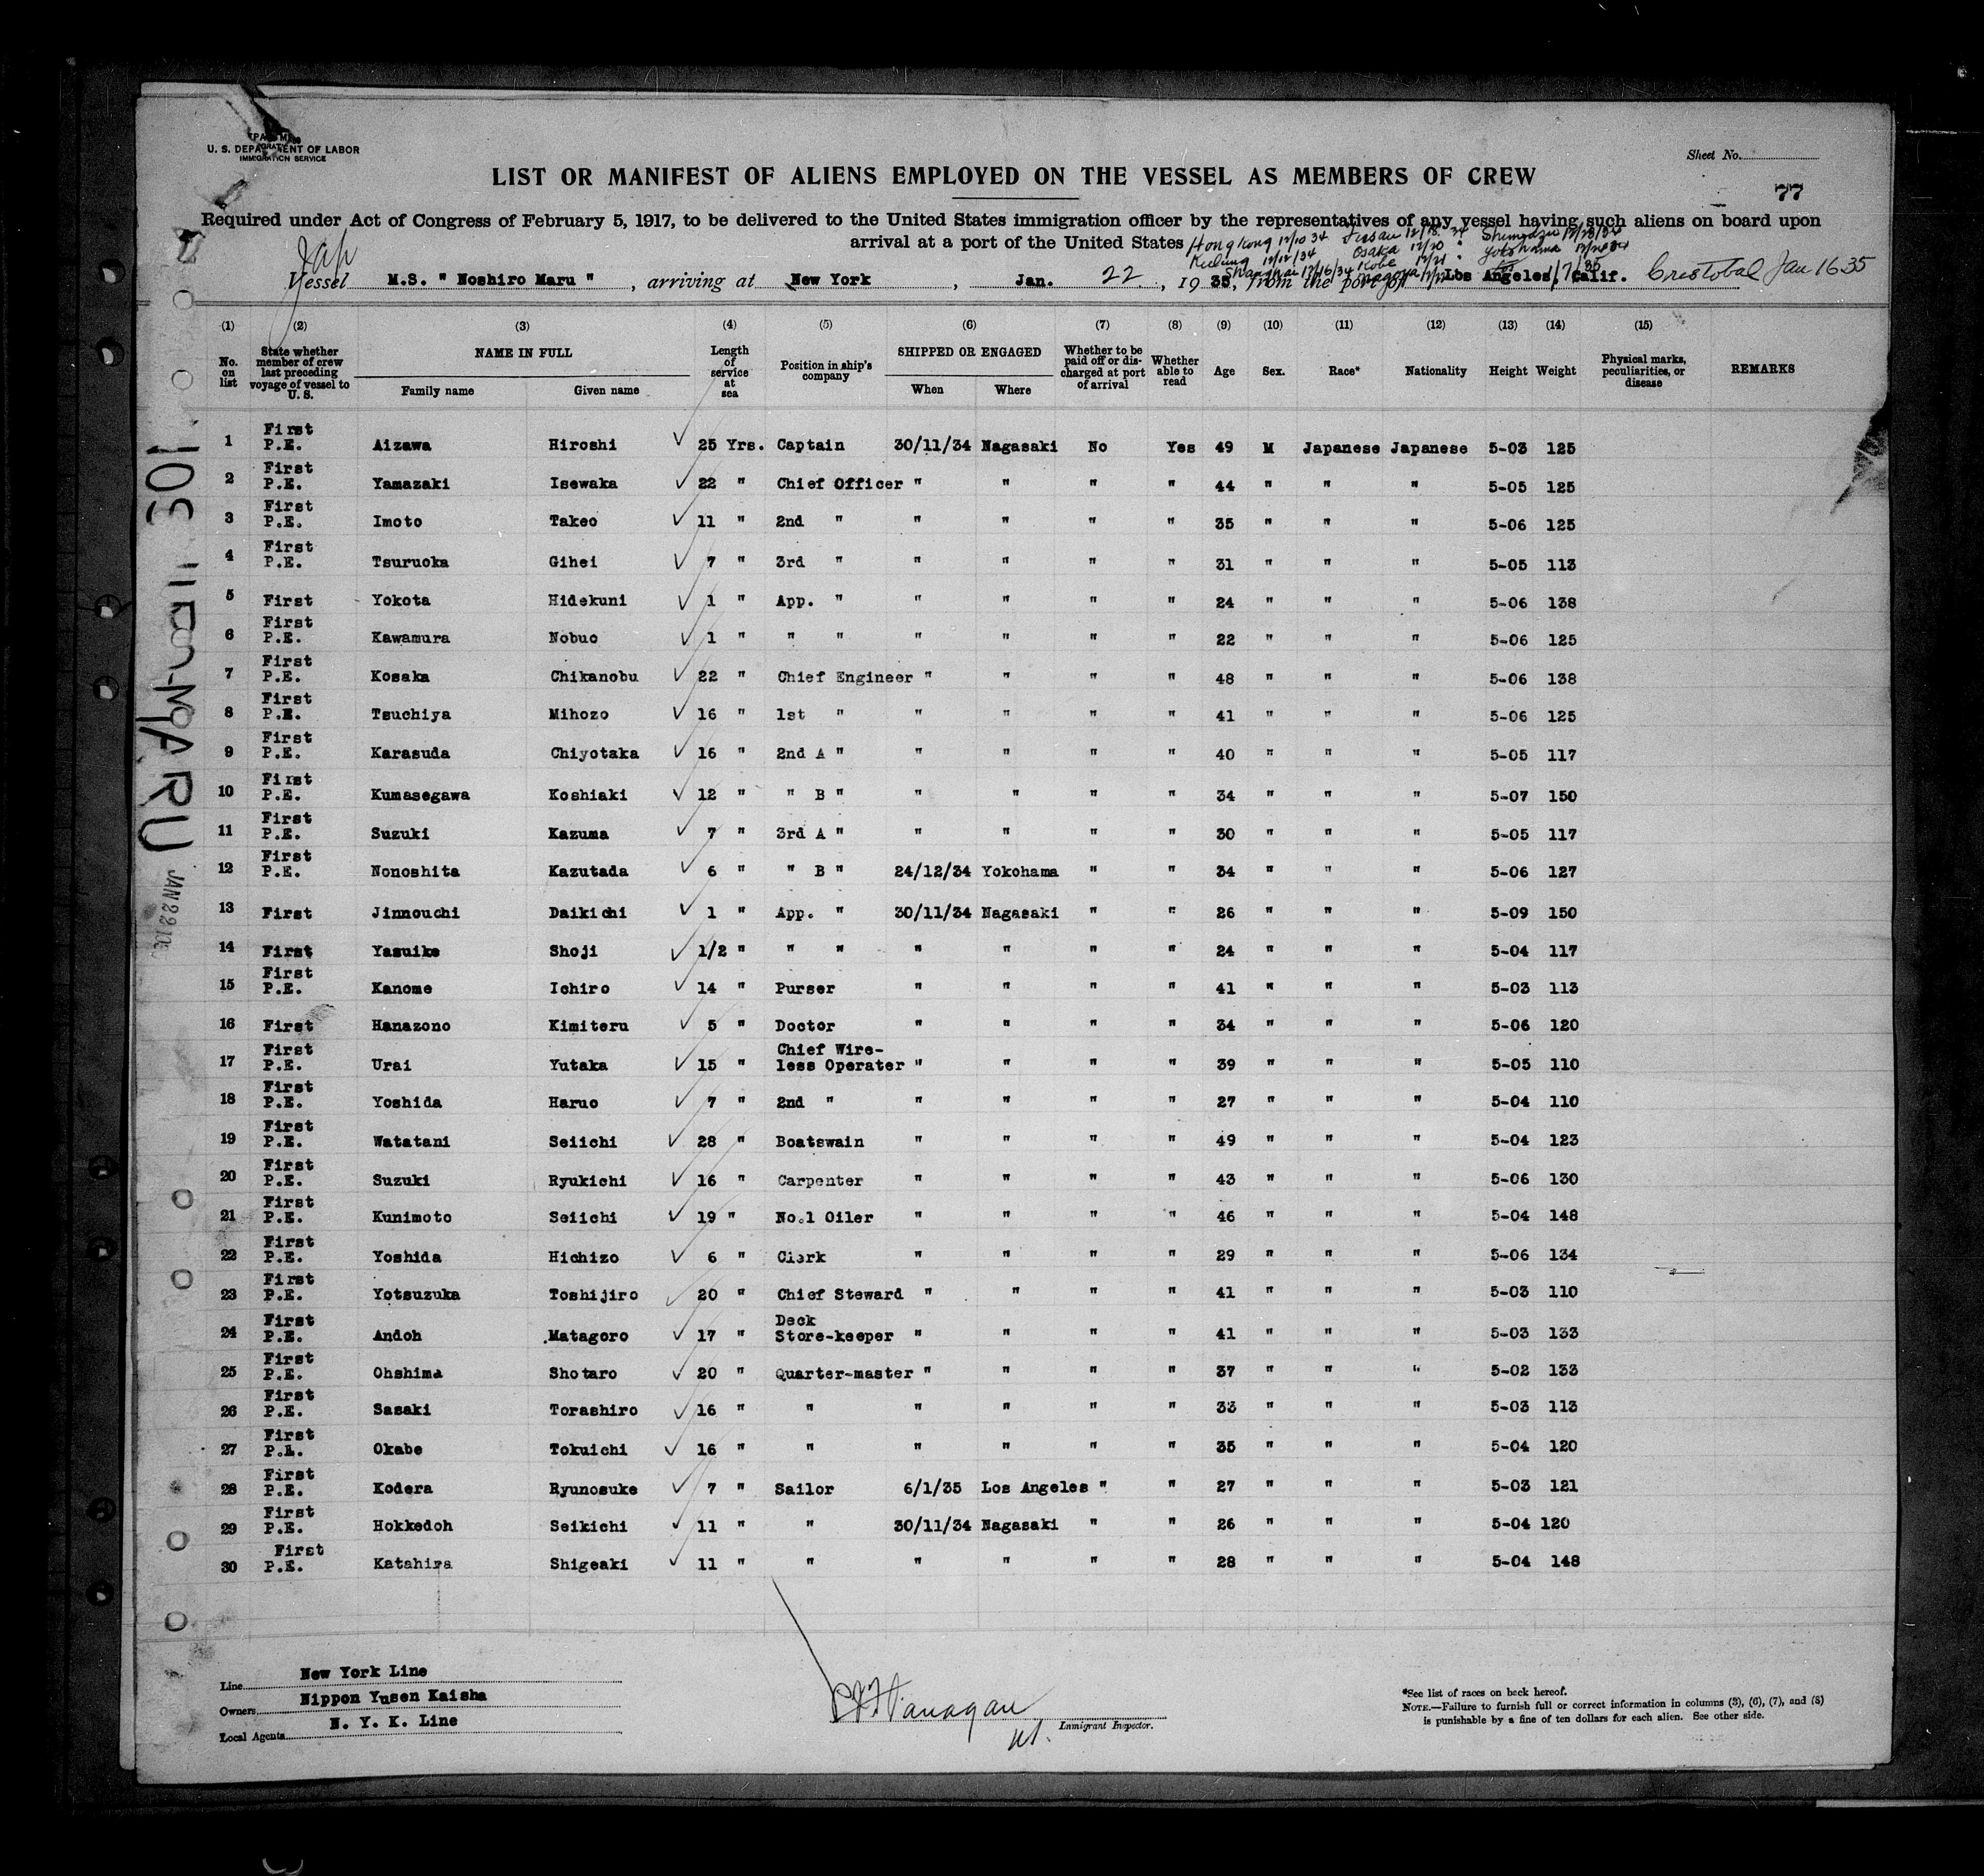 U. S. DEPARTMENT OF LABOR
IMMIGRATION SERVICE
Sheet No.
LIST OR MANIFEST OF ALIENS EMPLOYED ON THE VESSEL AS MEMBERS OF CREW
77
Required under Act of Congress of February 5, 1917, to be delivered to the United States immigration officer by the representatives of any vessel having such aliens on board upon
arrival at a port of the United States
Hong Kong 12/10 34
Osaka 12/20 "
Keelung 12/12/34
Shanghai 12/16/34 Kobe 12/21 "
Jap
Vessel M.S. " Noshiro Maru ", arriving at New York, Jan. 22, 1935, from the port of Los Angeles, Calif. 1/7/35 Cristobal Jan 16 35
(1) (2) (3) (4) (5) (6) (7) (8) (9) (10) (11) (12) (13) (14) (15)
No. on list State whether member of crew last preceding voyage of vessel to U. S. NAME IN FULL Family name Given name Length of service at sea Position in ship's company SHIPPED OR ENGAGED When Where Whether to be paid off or discharged at port of arrival Whether able to read Age Sex. Race* Nationality Height Weight Physical marks, peculiarities, or disease REMARKS
1 First P.E. Aizawa Hiroshi 25 Yrs. Captain 30/11/34 Nagasaki No Yes 49 M Japanese Japanese 5-03 125
2 First P.E. Yamazaki Isewaka 22 " Chief Officer " " " " 44 " " " 5-05 125
3 First P.E. Imoto Takeo 11 " 2nd " " " " " 35 " " " 5-06 125
4 First P.E. Tsuruoka Gihei 7 " 3rd " " " " " 31 " " " 5-05 113
5 First Yokota Hidekuni 1 " App. " " " " " 24 " " " 5-06 138
6 First P.E. Kawamura Nobuo 1 " " " " " " " 22 " " " 5-06 125
7 First P.E. Kosaka Chikanobu 22 " Chief Engineer " " " " 48 " " " 5-06 138
8 First P.E. Tsuchiya Mihozo 16 " 1st " " " " " 41 " " " 5-06 125
9 First P.E. Karasuda Chiyotaka 16 " 2nd A " " " " " 40 " " " 5-05 117
10 First P.E. Kumasegawa Koshiaki 12 " " B " " " " " 34 " " " 5-07 150
11 First P.E. Suzuki Kazuma 7 " 3rd A " " " " " 30 " " " 5-05 117
12 First P.E. Nonoshita Kazutada 6 " " B " 24/12/34 Yokohama " " 34 " " " 5-06 127
13 First Jinnouchi Daikichi 1 " App. " 30/11/34 Nagasaki " " 26 " " " 5-09 150
14 First Yasuike Shoji 1/2 " " " " " " " 24 " " " 5-04 117
15 First P.E. Kanome Ichiro 14 " Purser " " " " 41 " " " 5-03 113
16 First Hanazono Kimiteru 5 " Doctor " " " " 34 " " " 5-06 120
17 First P.E. Urai Yutaka 15 " Chief Wire-less Operater " " " " 39 " " " 5-05 110
18 First P.E. Yoshida Haruo 7 " 2nd " " " " " 27 " " " 5-04 110
19 First P.E. Watatani Seiichi 28 " Boatswain " " " " 49 " " " 5-04 123
20 First P.E. Suzuki Ryukichi 16 " Carpenter " " " " 43 " " " 5-06 130
21 First P.E. Kunimoto Seiichi 19 " No.1 Oiler " " " " 46 " " " 5-04 148
22 First P.E. Yoshida Hichizo 6 " Clerk " " " " 29 " " " 5-06 134
23 First P.E. Yotsuzuka Toshijiro 20 " Chief Steward " " " " 41 " " " 5-03 110
24 First P.E. Andoh Matagoro 17 " Deck Store-keeper " " " " 41 " " " 5-03 133
25 First P.E. Ohshima Shotaro 20 " Quarter-master " " " " 37 " " " 5-02 133
26 First P.E. Sasaki Torashiro 16 " " " " " " 33 " " " 5-03 113
27 First P.E. Okabe Tokuichi 16 " " " " " " 35 " " " 5-04 120
28 First P.E. Kodera Ryunosuke 7 " Sailor 6/1/35 Los Angeles " " 27 " " " 5-03 121
29 First P.E. Hokkedoh Seikichi 11 " " 30/11/34 Nagasaki " " 26 " " " 5-04 120
30 First P.E. Katahira Shigeaki 11 " " " " " " 28 " " " 5-04 148
Line New York Line
Owners Nippon Yusen Kaisha
Local Agents N. Y. K. Line
Flanagan
Immigrant Inspector.
*See list of races on back hereof.
NOTE.—Failure to furnish full or correct information in columns (3), (6), (7), and (8)
is punishable by a fine of ten dollars for each alien. See other side.
MARU